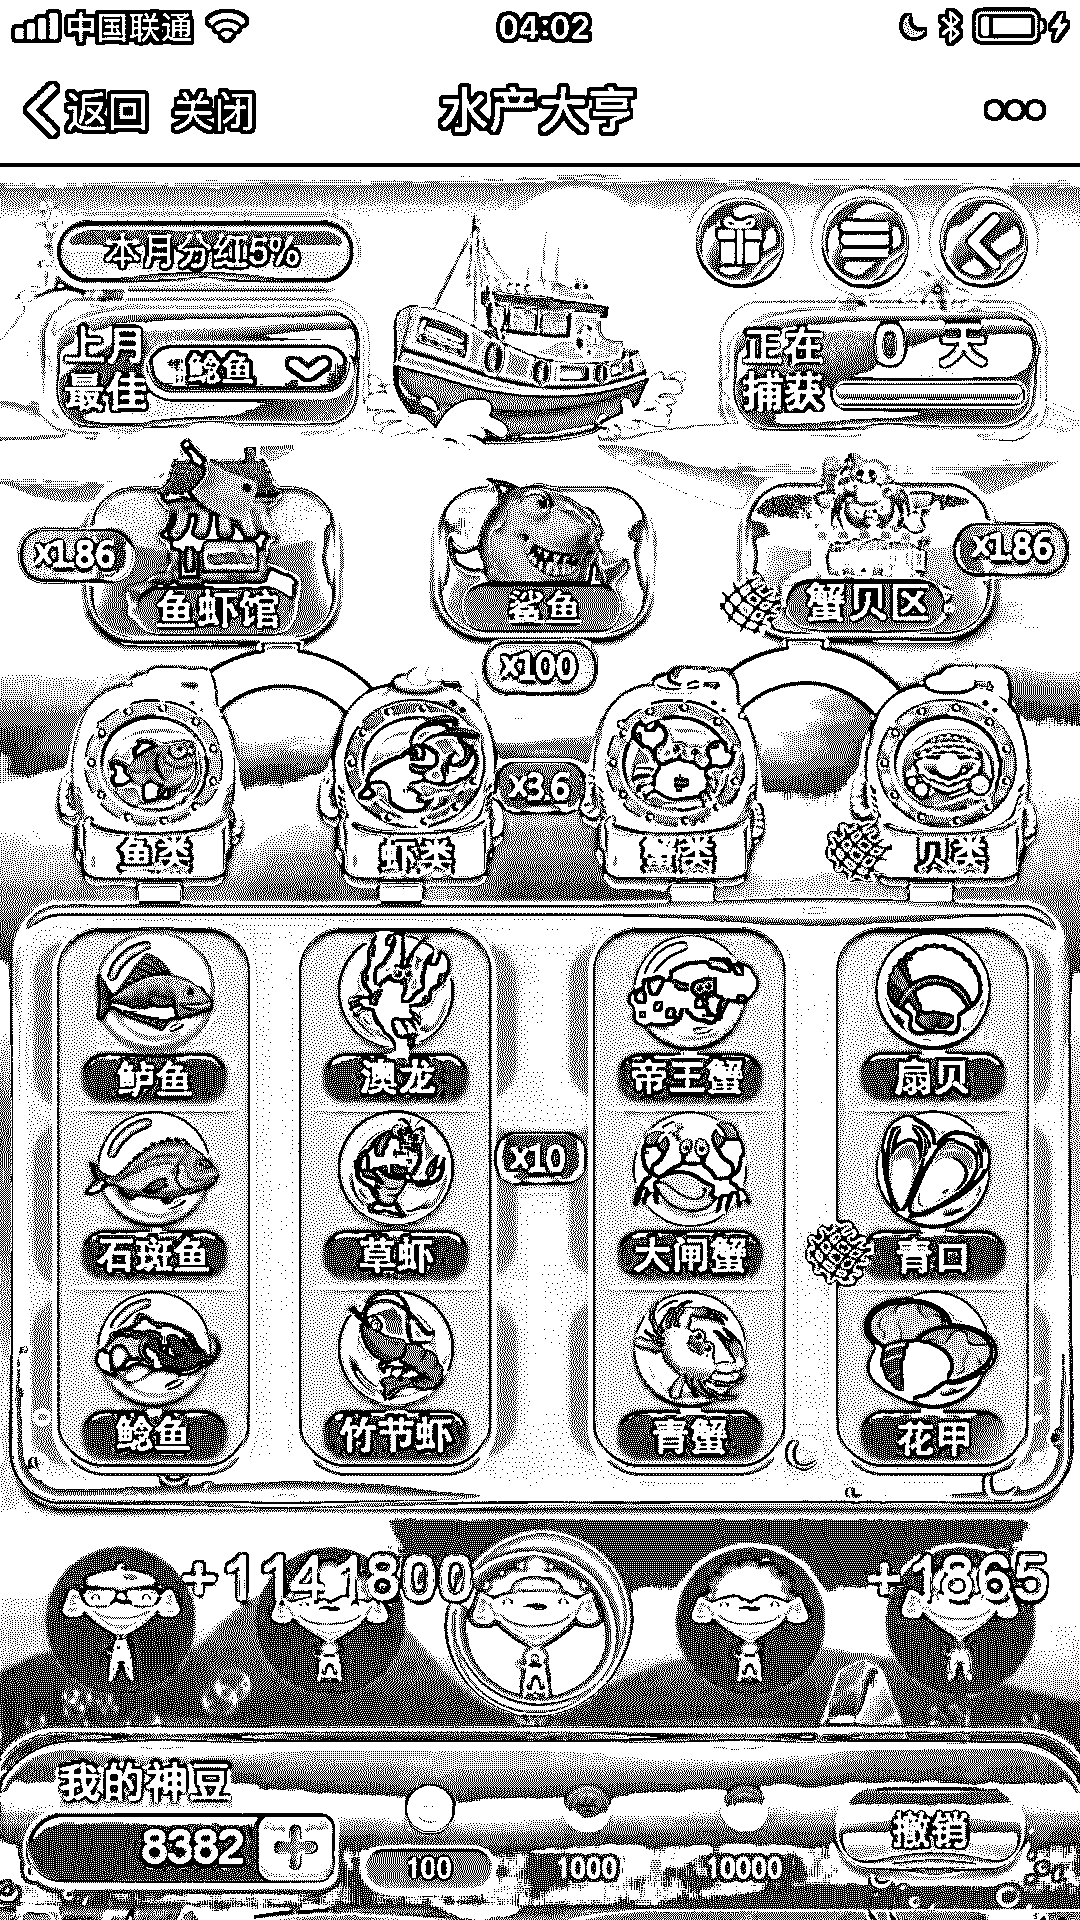 中国联通 04:02
返回 关闭 水产大亨
本月分红5%
上月最佳 鲶鱼
正在捕获 0 天
x1.86 鱼虾馆 鲨鱼 蟹贝区 x1.86
x100
x3.6
鱼类 虾类 蟹类 贝类
鲈鱼 澳龙 帝王蟹 扇贝
x10
石斑鱼 草虾 大闸蟹 青口
鲶鱼 竹节虾 青蟹 花甲
+1141800 +1865
我的神豆
8382 100 1000 10000 撤销